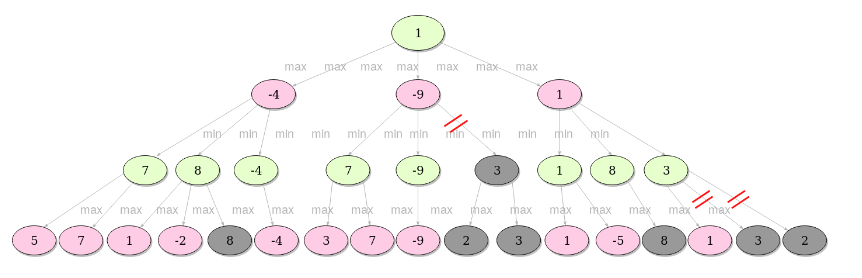 1
max max max max max max max
-4 -9 1
min min min min min min min min min min min min
7 8 -4 7 -9 3 1 8 3
max max max max max max max max max max max max max max max max max
5 7 1 -2 8 -4 3 7 -9 2 3 1 -5 8 1 3 2